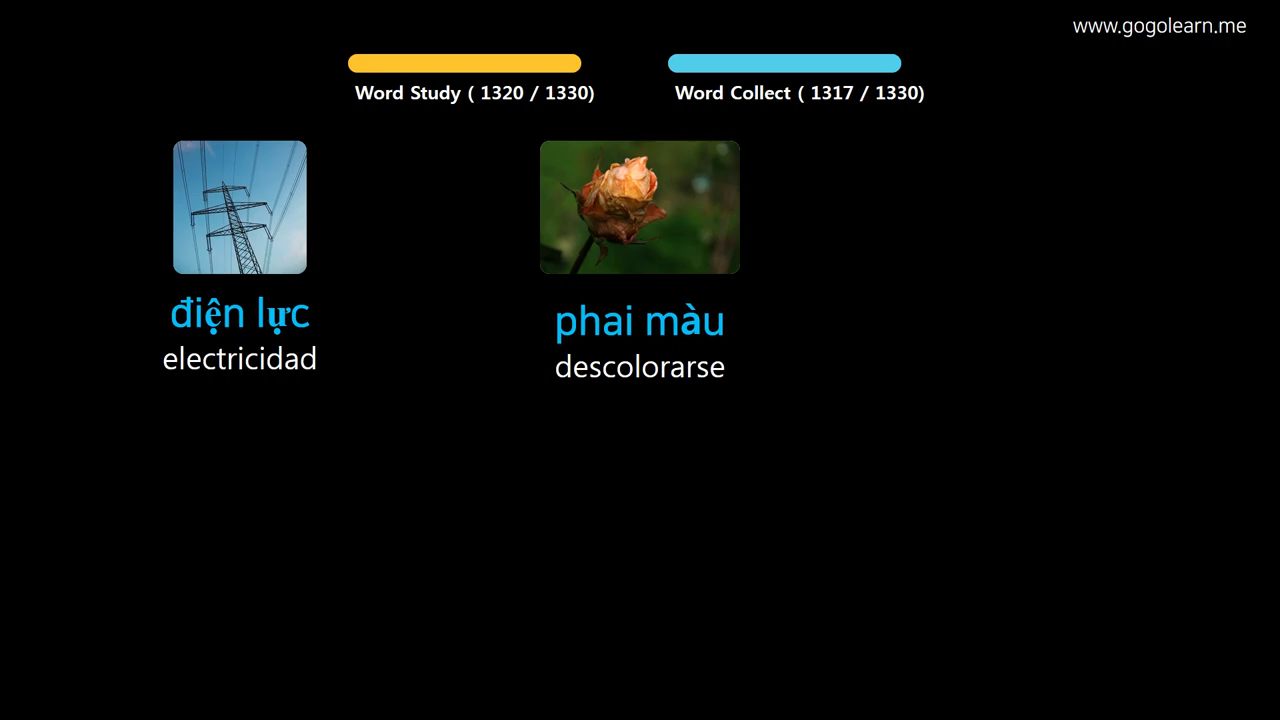 www.gogolearn.me
Word Study ( 1320 / 1330)
Word Collect ( 1317 / 1330)
điện lực
electricidad
phai màu
descolorarse